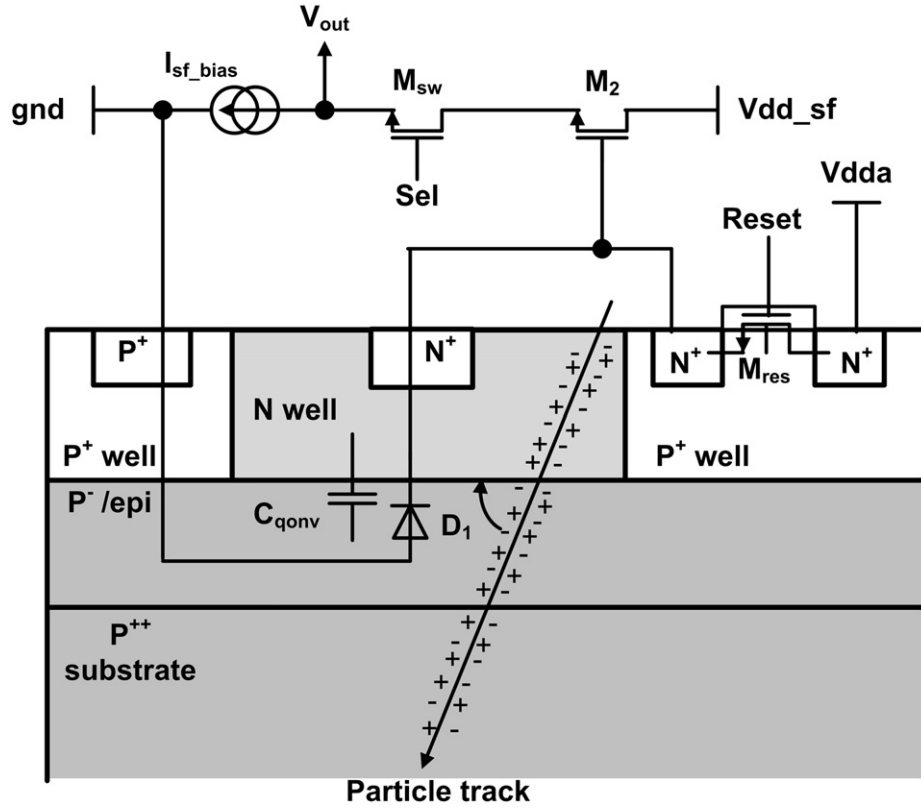 V_out
I_sf_bias
M_sw
M_2
gnd
Vdd_sf
Sel
Vdda
Reset
P^+
N^+
N^+
M_res
N^+
N well
P^+ well
P^+ well
P^- /epi
C_qonv
D_1
P^++
substrate
Particle track